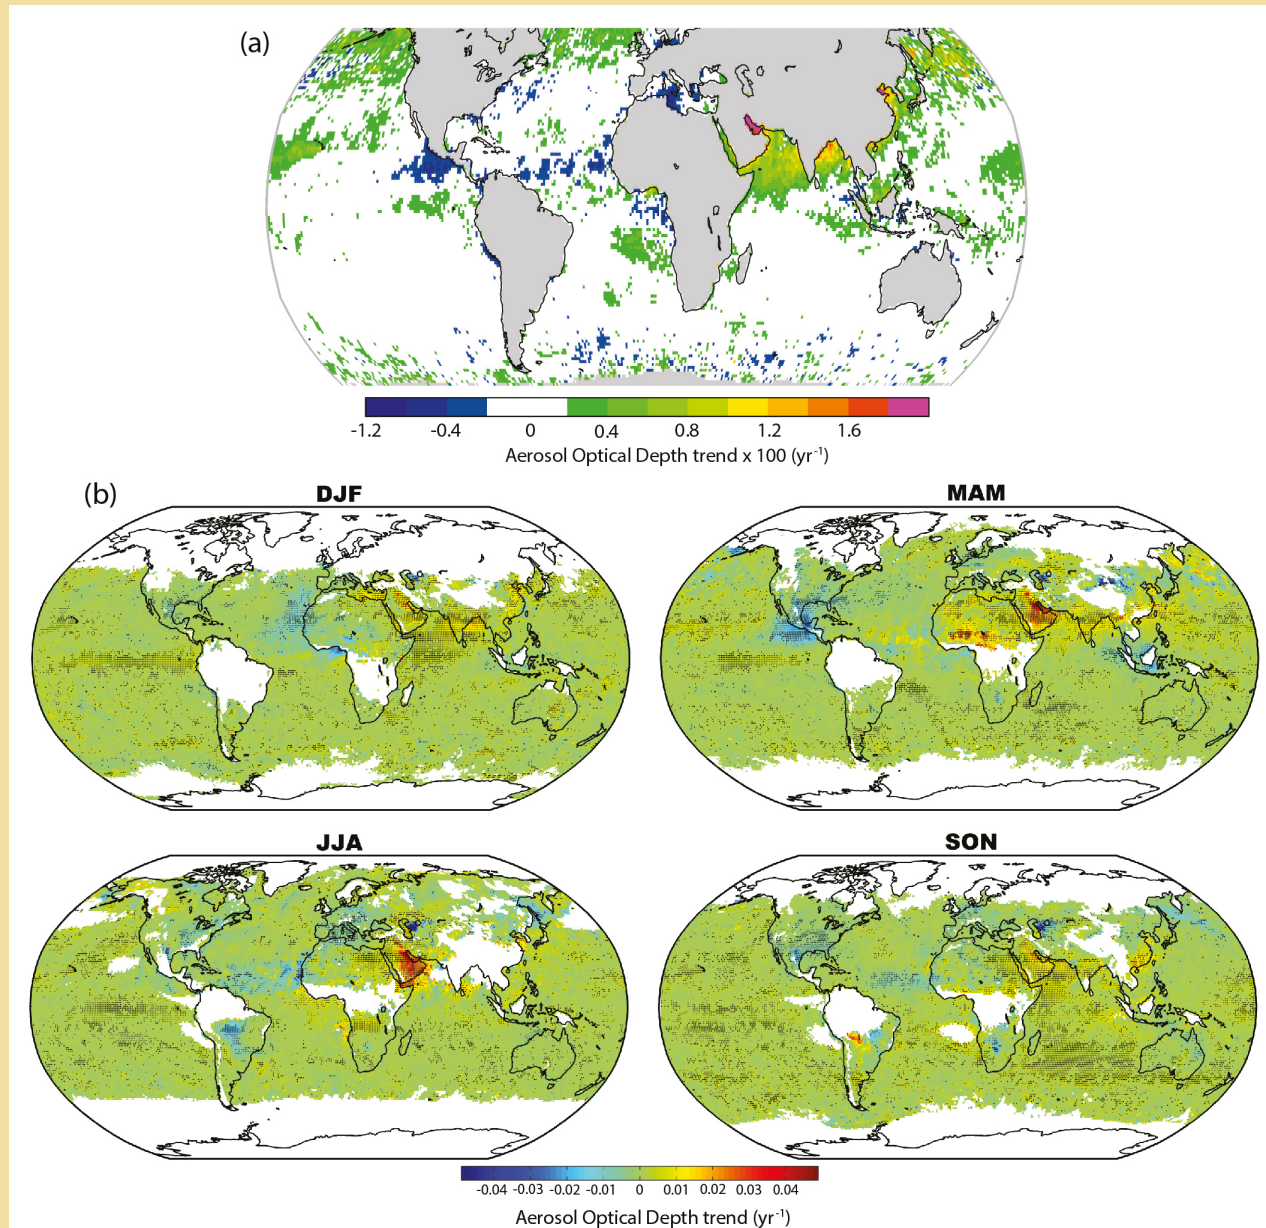 (a)
-1.2 -0.4 0 0.4 0.8 1.2 1.6
Aerosol Optical Depth trend x 100 (yr⁻¹)
(b)
DJF
MAM
JJA
SON
-0.04 -0.03 -0.02 -0.01 0 0.01 0.02 0.03 0.04
Aerosol Optical Depth trend (yr⁻¹)